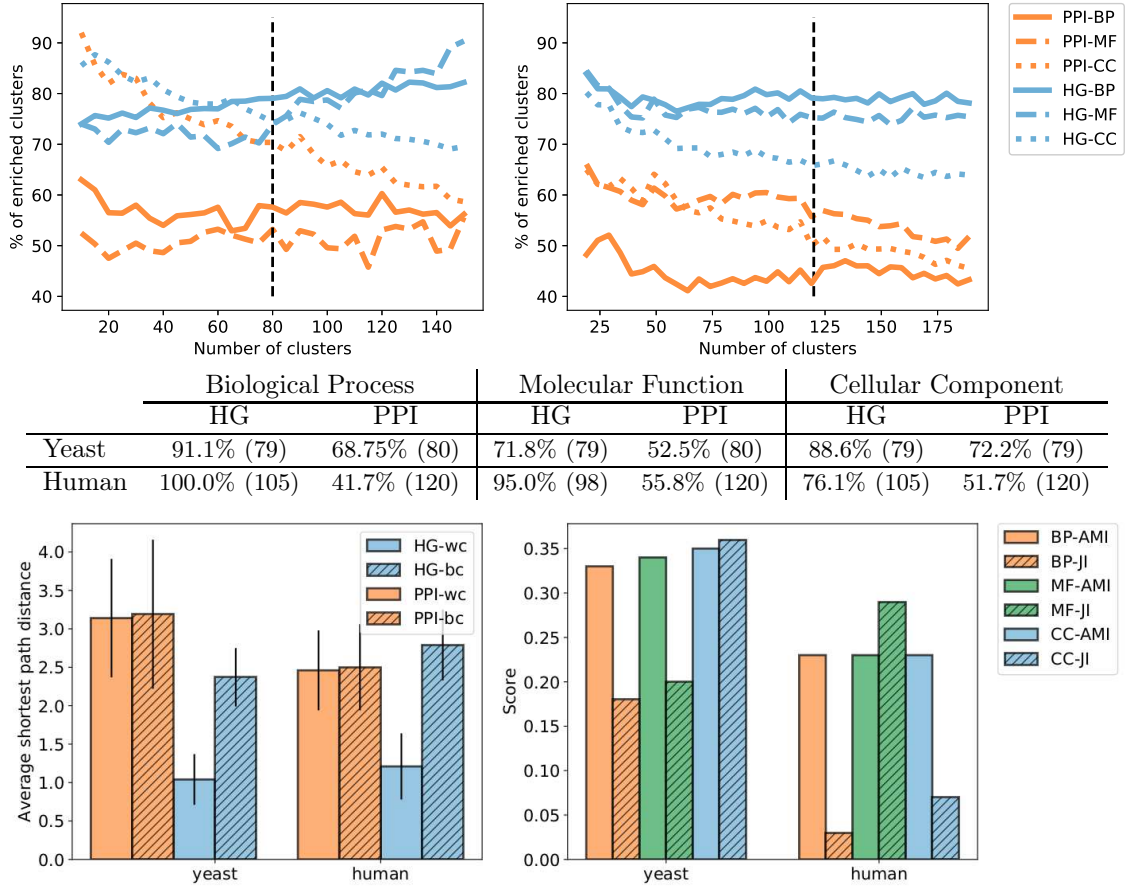 90
80
70
60
50
40
% of enriched clusters
20 40 60 80 100 120 140
Number of clusters
90
80
70
60
50
40
% of enriched clusters
25 50 75 100 125 150 175
Number of clusters
PPI-BP
PPI-MF
PPI-CC
HG-BP
HG-MF
HG-CC
Biological Process Molecular Function Cellular Component
HG PPI HG PPI HG PPI
Yeast 91.1% (79) 68.75% (80) 71.8% (79) 52.5% (80) 88.6% (79) 72.2% (79)
Human 100.0% (105) 41.7% (120) 95.0% (98) 55.8% (120) 76.1% (105) 51.7% (120)
4.0
3.5
3.0
2.5
2.0
1.5
1.0
0.5
0.0
Average shortest path distance
HG-wc
HG-bc
PPI-wc
PPI-bc
yeast human
0.35
0.30
0.25
0.20
0.15
0.10
0.05
0.00
Score
yeast human
BP-AMI
BP-JI
MF-AMI
MF-JI
CC-AMI
CC-JI